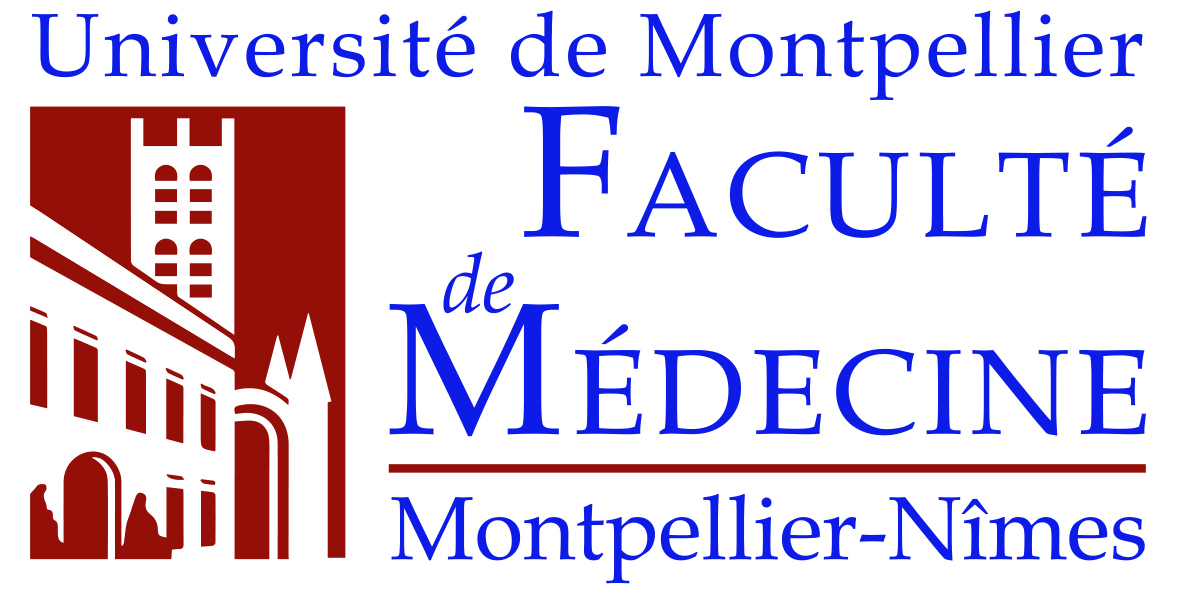 Université de Montpellier
FACULTÉ
de
MÉDECINE
Montpellier-Nîmes